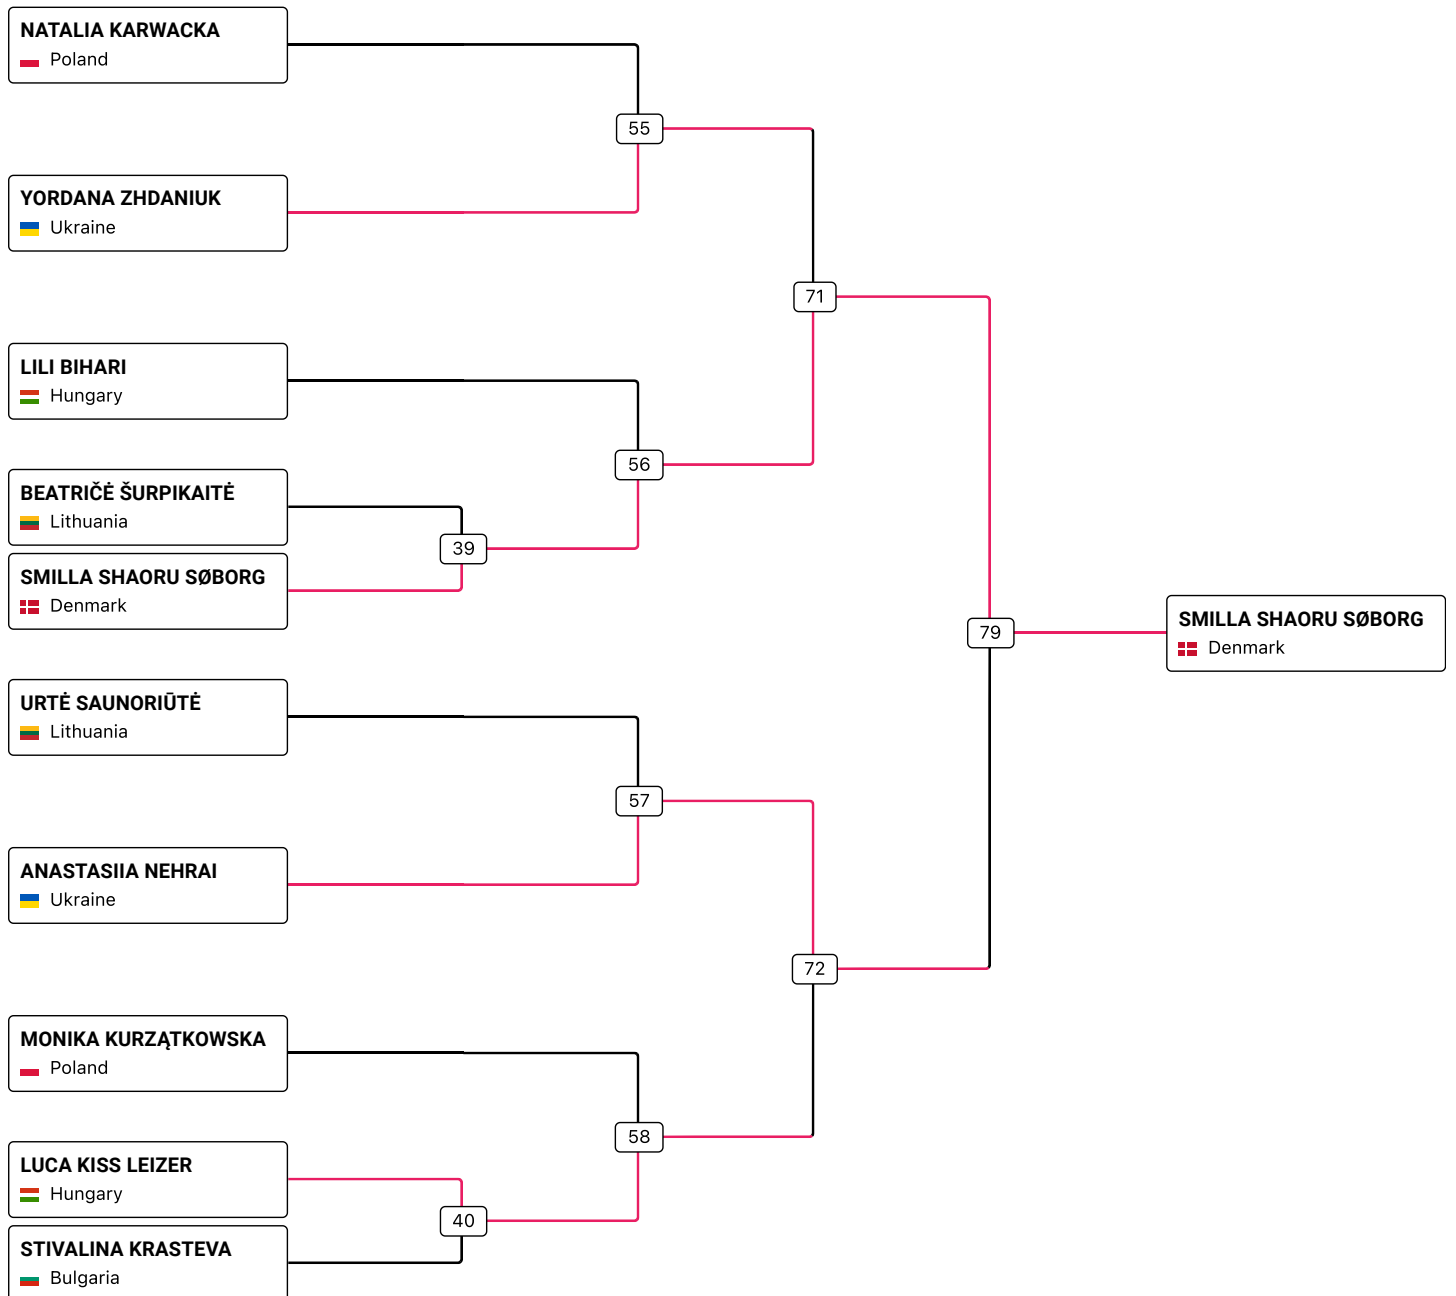 NATALIA KARWACKA
Poland
55
YORDANA ZHDANIUK
Ukraine
71
LILI BIHARI
Hungary
56
BEATRIČĖ ŠURPIKAITĖ
Lithuania
39
SMILLA SHAORU SØBORG
Denmark
79
SMILLA SHAORU SØBORG
Denmark
URTĖ SAUNORIŪTĖ
Lithuania
57
ANASTASIIA NEHRAI
Ukraine
72
MONIKA KURZĄTKOWSKA
Poland
58
LUCA KISS LEIZER
Hungary
40
STIVALINA KRASTEVA
Bulgaria